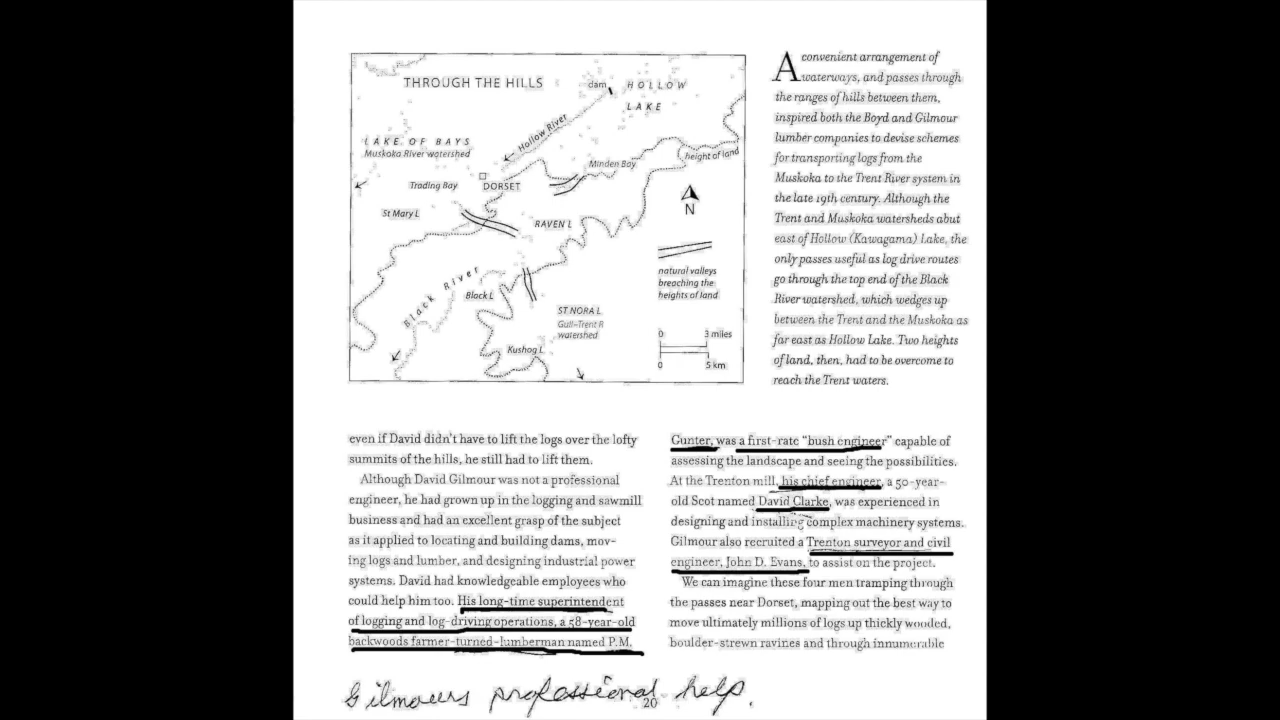 THROUGH THE HILLS
dam
HOLLOW
LAKE
Hollow River
LAKE OF BAYS
Muskoka River watershed
Minden Bay
height of land
Trading Bay
DORSET
N
St Mary L
RAVEN L
natural valleys
breaching the
heights of land
Black River
Black L
ST NORA L
Gull–Trent R
watershed
Kushog L
0 3 miles
0 5 km
A convenient arrangement of
waterways, and passes through
the ranges of hills between them,
inspired both the Boyd and Gilmour
lumber companies to devise schemes
for transporting logs from the
Muskoka to the Trent River system in
the late 19th century. Although the
Trent and Muskoka watersheds abut
east of Hollow (Kawagama) Lake, the
only passes useful as log drive routes
go through the top end of the Black
River watershed, which wedges up
between the Trent and the Muskoka as
far east as Hollow Lake. Two heights
of land, then, had to be overcome to
reach the Trent waters.
even if David didn't have to lift the logs over the lofty
summits of the hills, he still had to lift them.
Although David Gilmour was not a professional
engineer, he had grown up in the logging and sawmill
business and had an excellent grasp of the subject
as it applied to locating and building dams, mov-
ing logs and lumber, and designing industrial power
systems. David had knowledgeable employees who
could help him too. His long-time superintendent
of logging and log-driving operations, a 58-year-old
backwoods farmer-turned-lumberman named P.M.
Gunter, was a first-rate "bush engineer" capable of
assessing the landscape and seeing the possibilities.
At the Trenton mill, his chief engineer, a 50-year-
old Scot named David Clarke, was experienced in
designing and installing complex machinery systems.
Gilmour also recruited a Trenton surveyor and civil
engineer, John D. Evans, to assist on the project.
We can imagine these four men tramping through
the passes near Dorset, mapping out the best way to
move ultimately millions of logs up thickly wooded,
boulder-strewn ravines and through innumerable
Gilmours professional help.
20